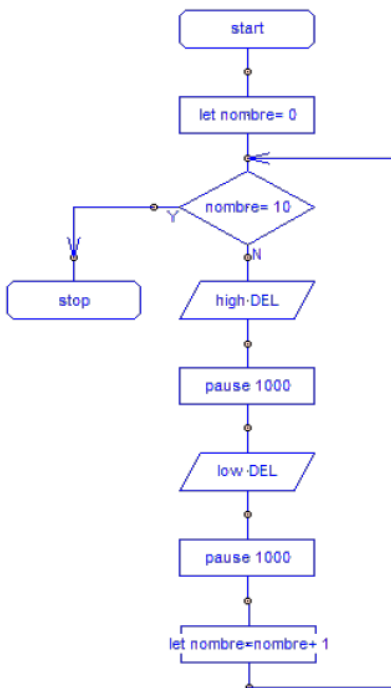 start
let nombre= 0
nombre= 10
Y
N
stop
high DEL
pause 1000
low DEL
pause 1000
let nombre=nombre+ 1